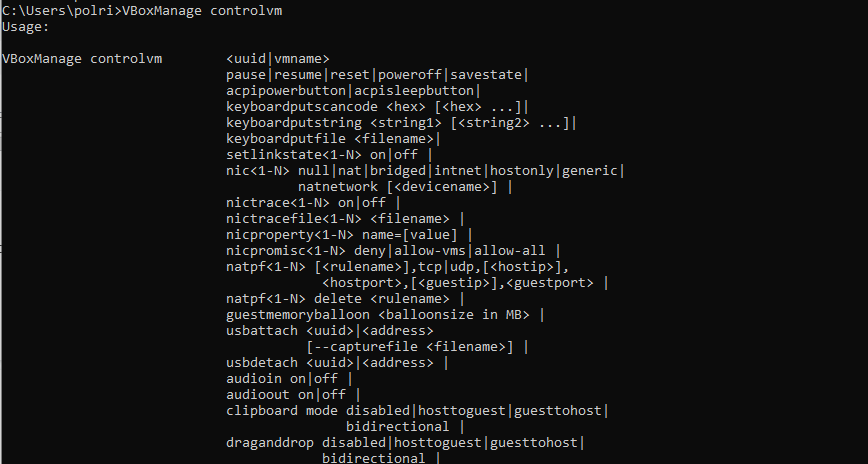 C:\Users\polri>VBoxManage controlvm
Usage:
VBoxManage controlvm <uuid|vmname>
pause|resume|reset|poweroff|savestate|
acpipowerbutton|acpisleepbutton|
keyboardputscancode <hex> [<hex> ...]|
keyboardputstring <string1> [<string2> ...]|
keyboardputfile <filename>|
setlinkstate<1-N> on|off |
nic<1-N> null|nat|bridged|intnet|hostonly|generic|
natnetwork [<devicename>] |
nictrace<1-N> on|off |
nictracefile<1-N> <filename> |
nicproperty<1-N> name=[value] |
nicpromisc<1-N> deny|allow-vms|allow-all |
natpf<1-N> [<rulename>],tcp|udp,[<hostip>],
<hostport>,[<guestip>],<guestport> |
natpf<1-N> delete <rulename> |
guestmemoryballoon <balloonsize in MB> |
usbattach <uuid>|<address>
[--capturefile <filename>] |
usbdetach <uuid>|<address> |
audioin on|off |
audioout on|off |
clipboard mode disabled|hosttoguest|guesttohost|
bidirectional |
draganddrop disabled|hosttoguest|guesttohost|
bidirectional |